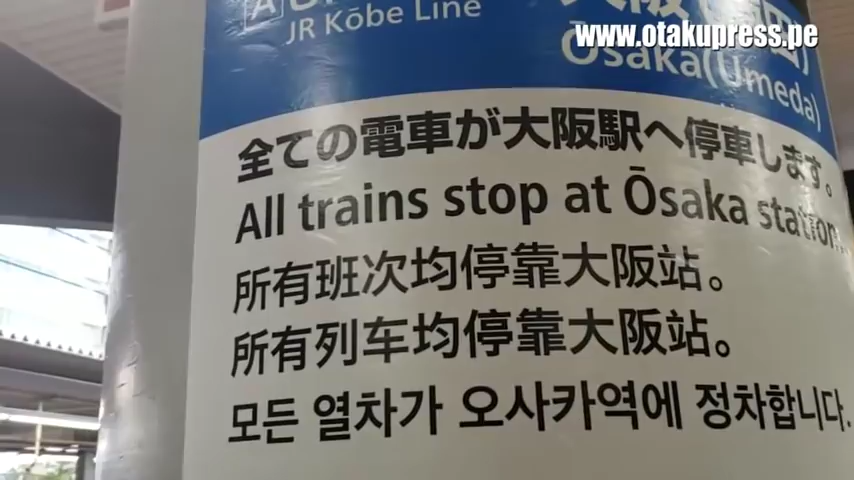 www.otakupress.pe
A
JR Kōbe Line
Ōsaka(Umeda)
全ての電車が大阪駅へ停車します。
All trains stop at Ōsaka station.
所有班次均停靠大阪站。
所有列车均停靠大阪站。
모든 열차가 오사카역에 정차합니다.